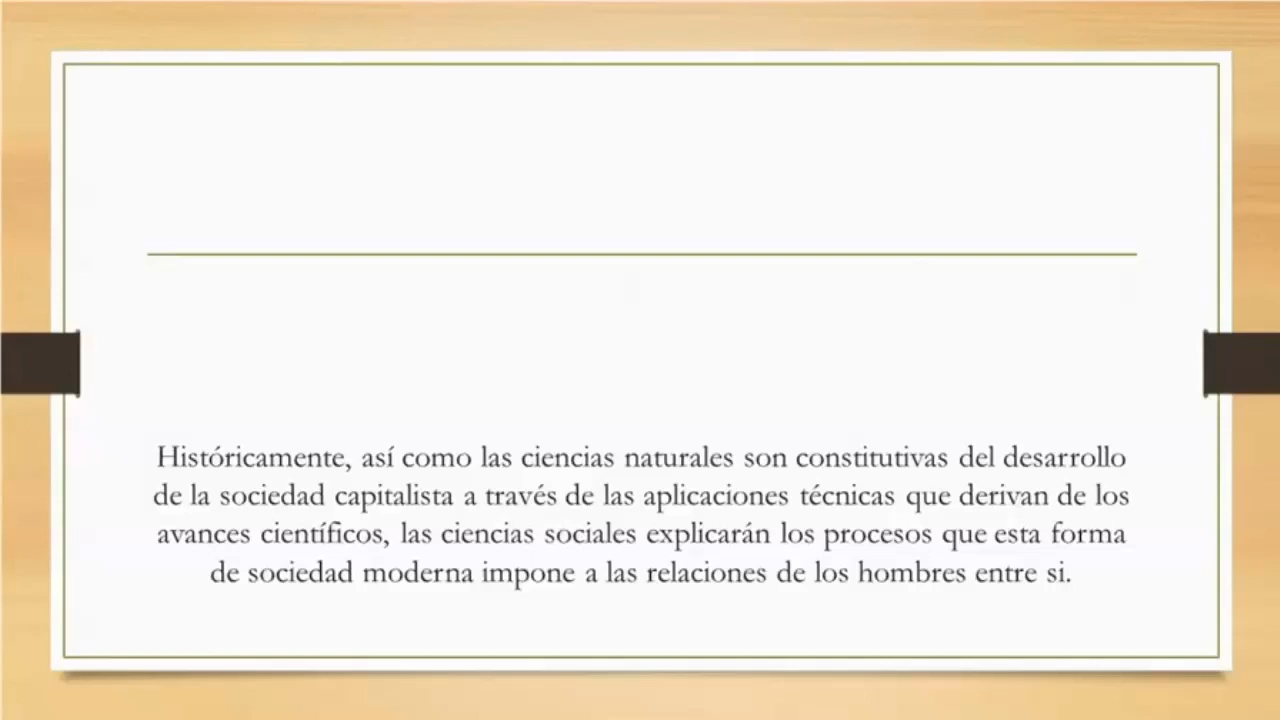 Históricamente, así como las ciencias naturales son constitutivas del desarrollo
de la sociedad capitalista a través de las aplicaciones técnicas que derivan de los
avances científicos, las ciencias sociales explicarán los procesos que esta forma
de sociedad moderna impone a las relaciones de los hombres entre si.